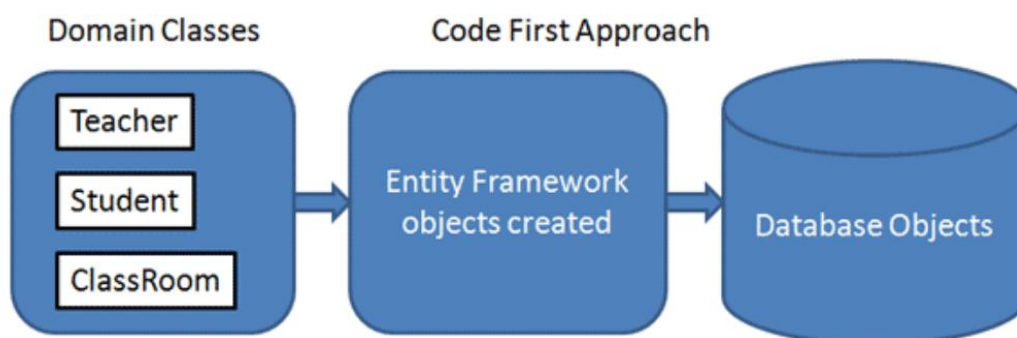 Domain Classes
Code First Approach
Teacher
Student
ClassRoom
Entity Framework
objects created
Database Objects